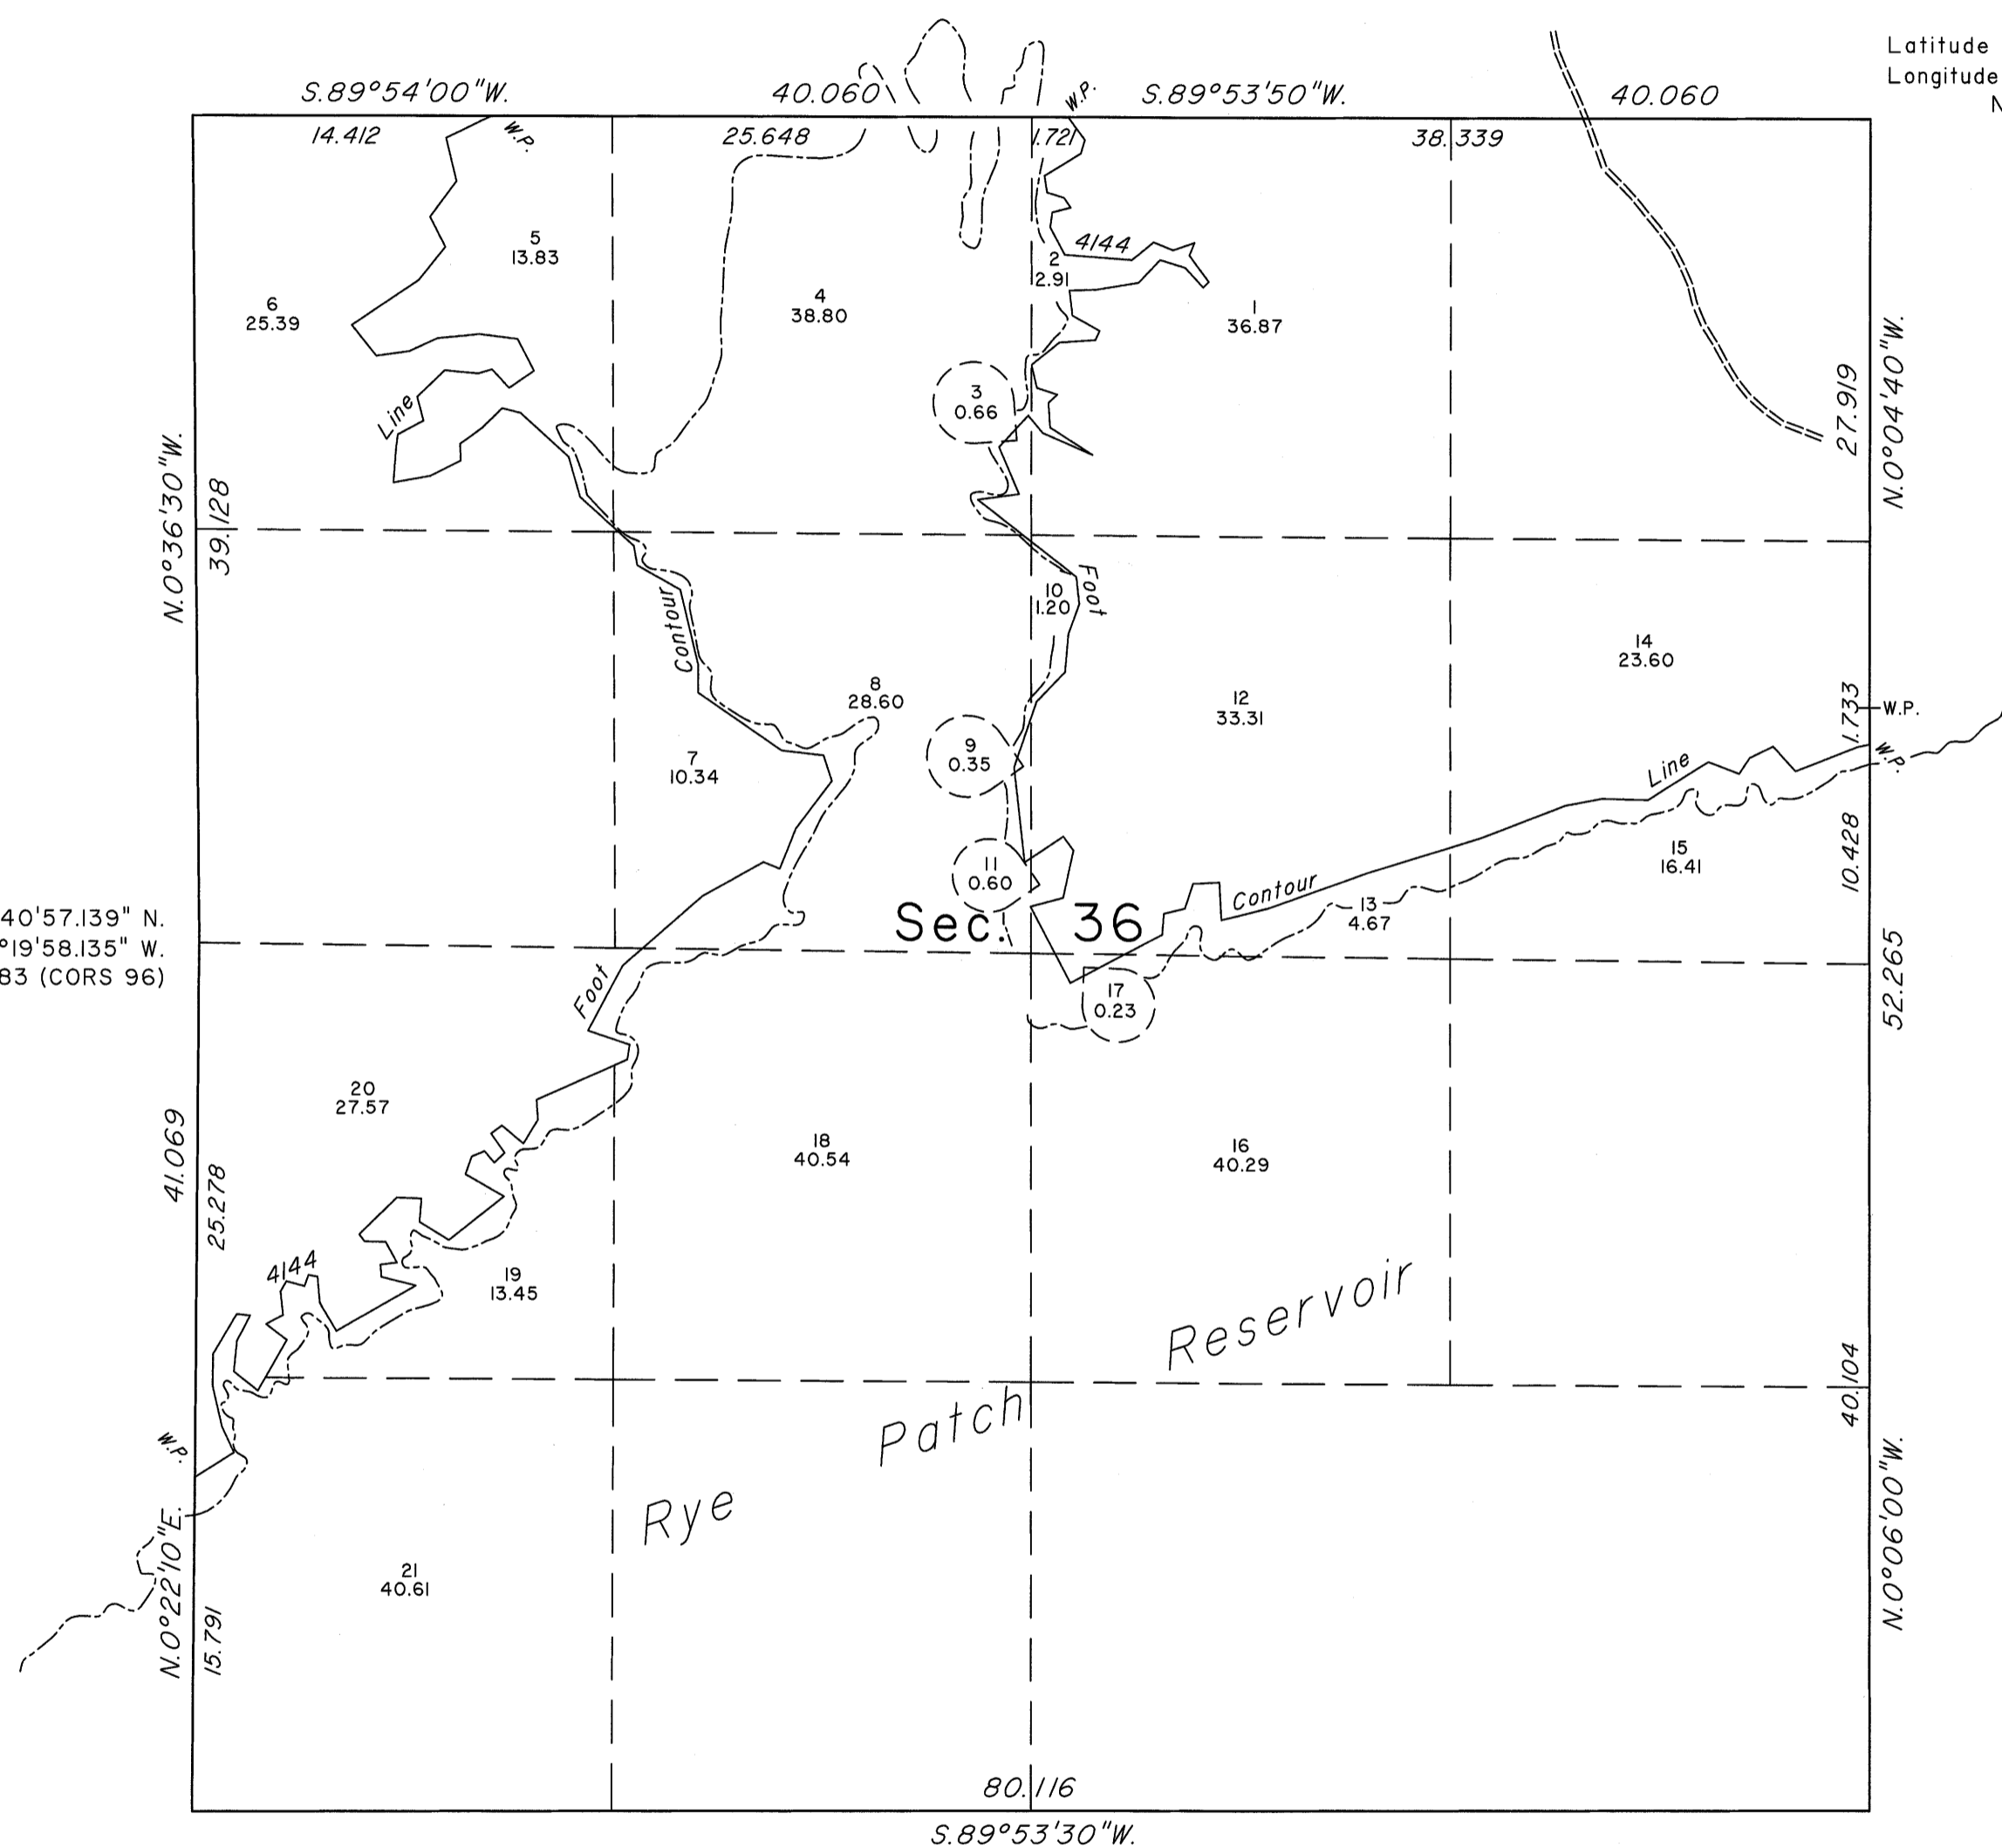 Latitude
Longitude
N
S.89°54'00"W.
40.060
S.89°53'50"W.
40.060
W.P.
14.412
W.P.
25.648
1.721
38.339
5
13.83
4144
2
2.91
6
25.39
4
38.80
1
36.87
N.0°04'40"W.
27.919
3
0.66
Line
N.0°36'30"W.
39.128
Contour
10
1.20
Foot
14
23.60
8
28.60
12
33.31
1.733
W.P.
7
10.34
9
0.35
Line
W.P.
11
0.60
Contour
13
4.67
15
16.41
10.428
40'57.139" N.
°19'58.135" W.
83 (CORS 96)
Sec. 36
Foot
17
0.23
52.265
20
27.57
18
40.54
16
40.29
41.069
25.278
4144
19
13.45
Reservoir
Patch
Rye
40.104
W.P.
N.0°22'10"E.
15.791
21
40.61
N.0°06'00"W.
80.116
S.89°53'30"W.